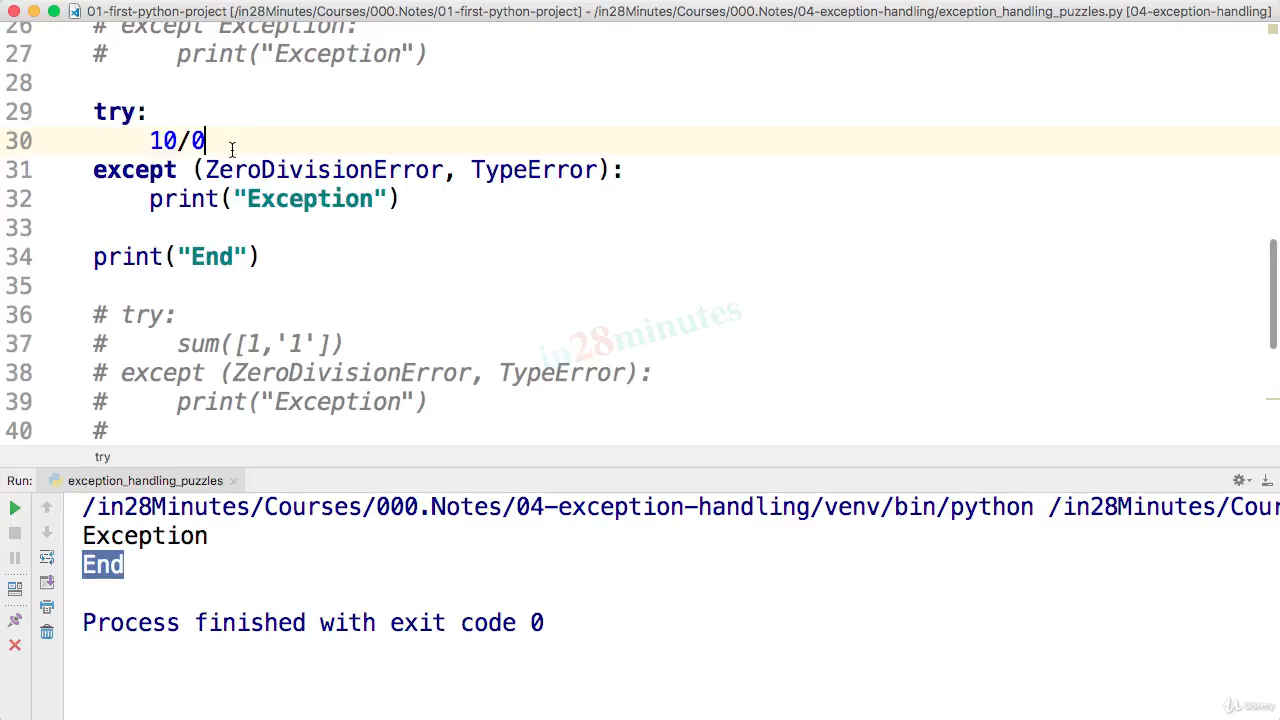 01-first-python-project [/in28Minutes/Courses/000.Notes/01-first-python-project] - /in28Minutes/Courses/000.Notes/04-exception-handling/exception_handling_puzzles.py [04-exception-handling]
26 # except Exception:
27 #     print("Exception")
28
29 try:
30     10/0
31 except (ZeroDivisionError, TypeError):
32     print("Exception")
33
34 print("End")
35
36 # try:
37 #     sum([1,'1'])
38 # except (ZeroDivisionError, TypeError):
39 #     print("Exception")
40 #
in28minutes
try
Run: exception_handling_puzzles
/in28Minutes/Courses/000.Notes/04-exception-handling/venv/bin/python /in28Minutes/Cour
Exception
End
Process finished with exit code 0
Udemy